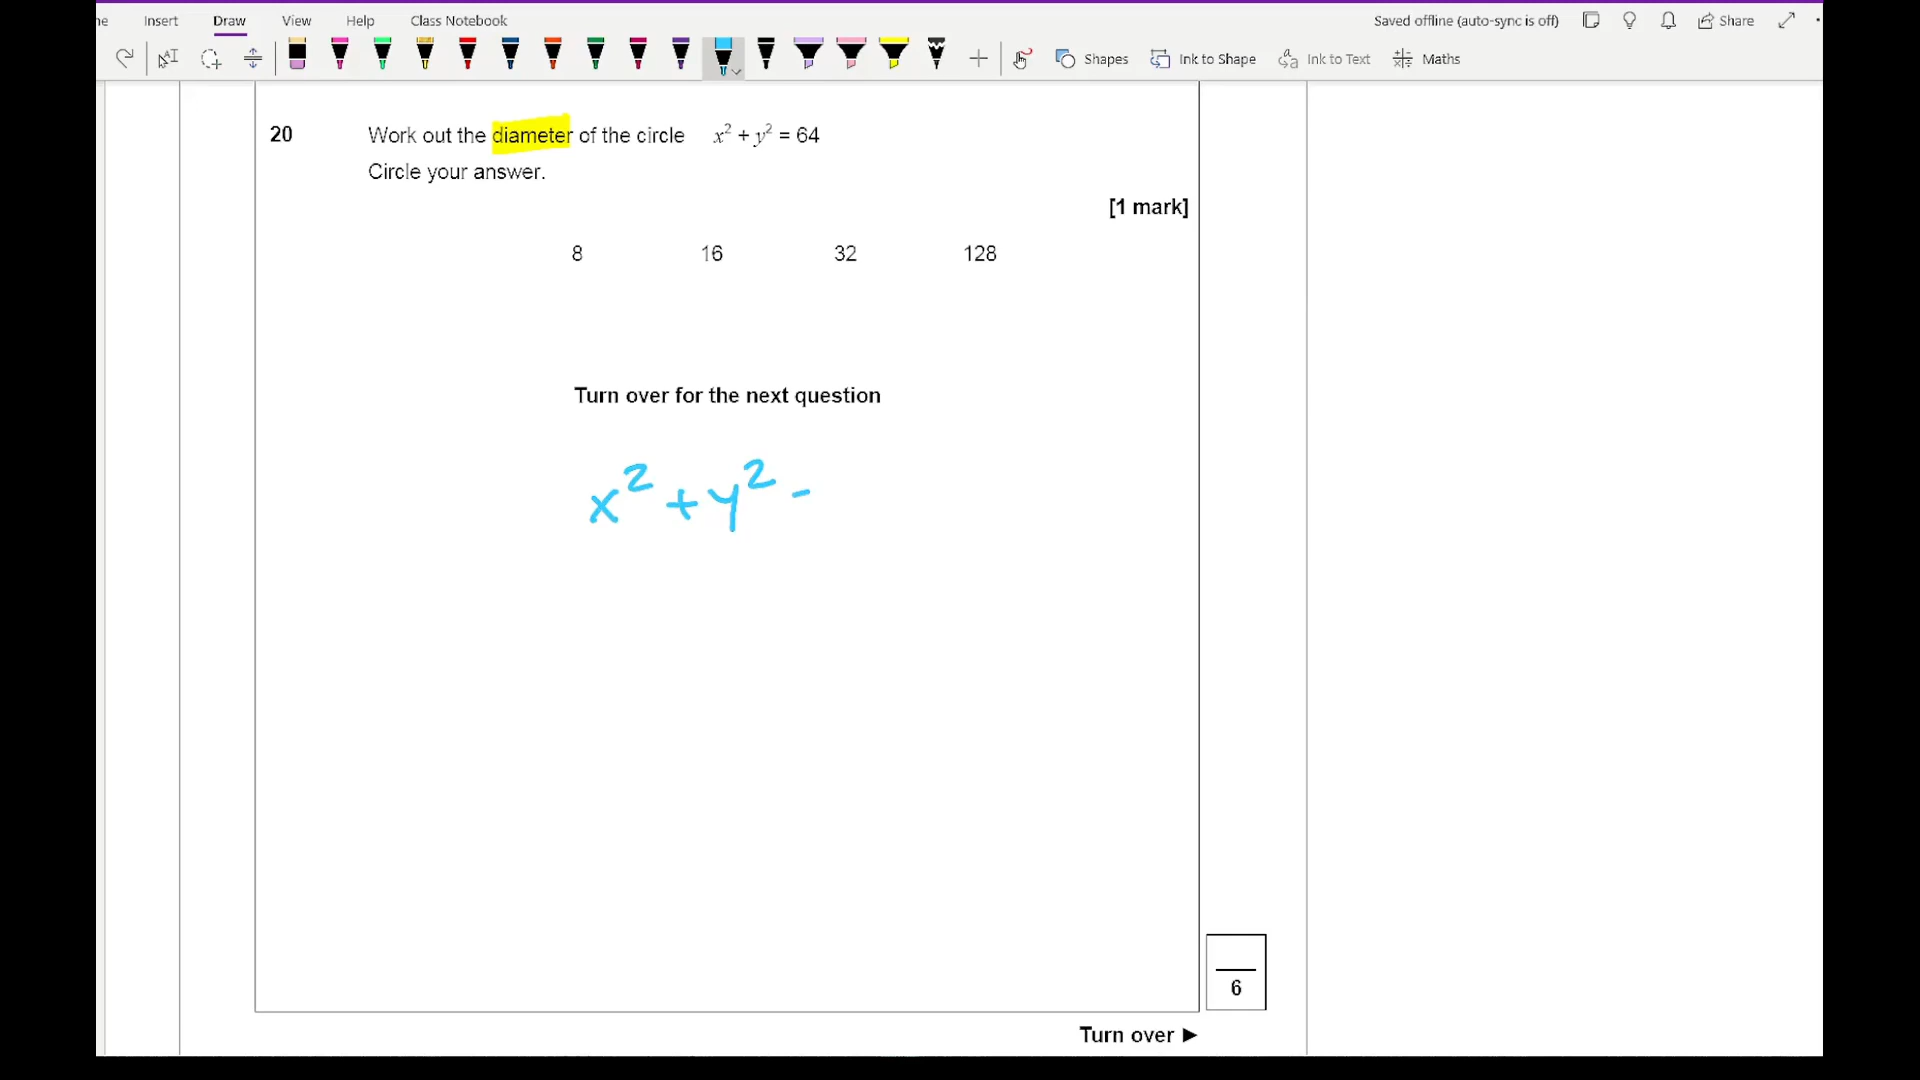 ne Insert Draw View Help Class Notebook Saved offline (auto-sync is off) Share
Shapes Ink to Shape Ink to Text Maths
20 Work out the diameter of the circle x² + y² = 64
Circle your answer.
[1 mark]
8 16 32 128
Turn over for the next question
x² + y² -
6
Turn over ►